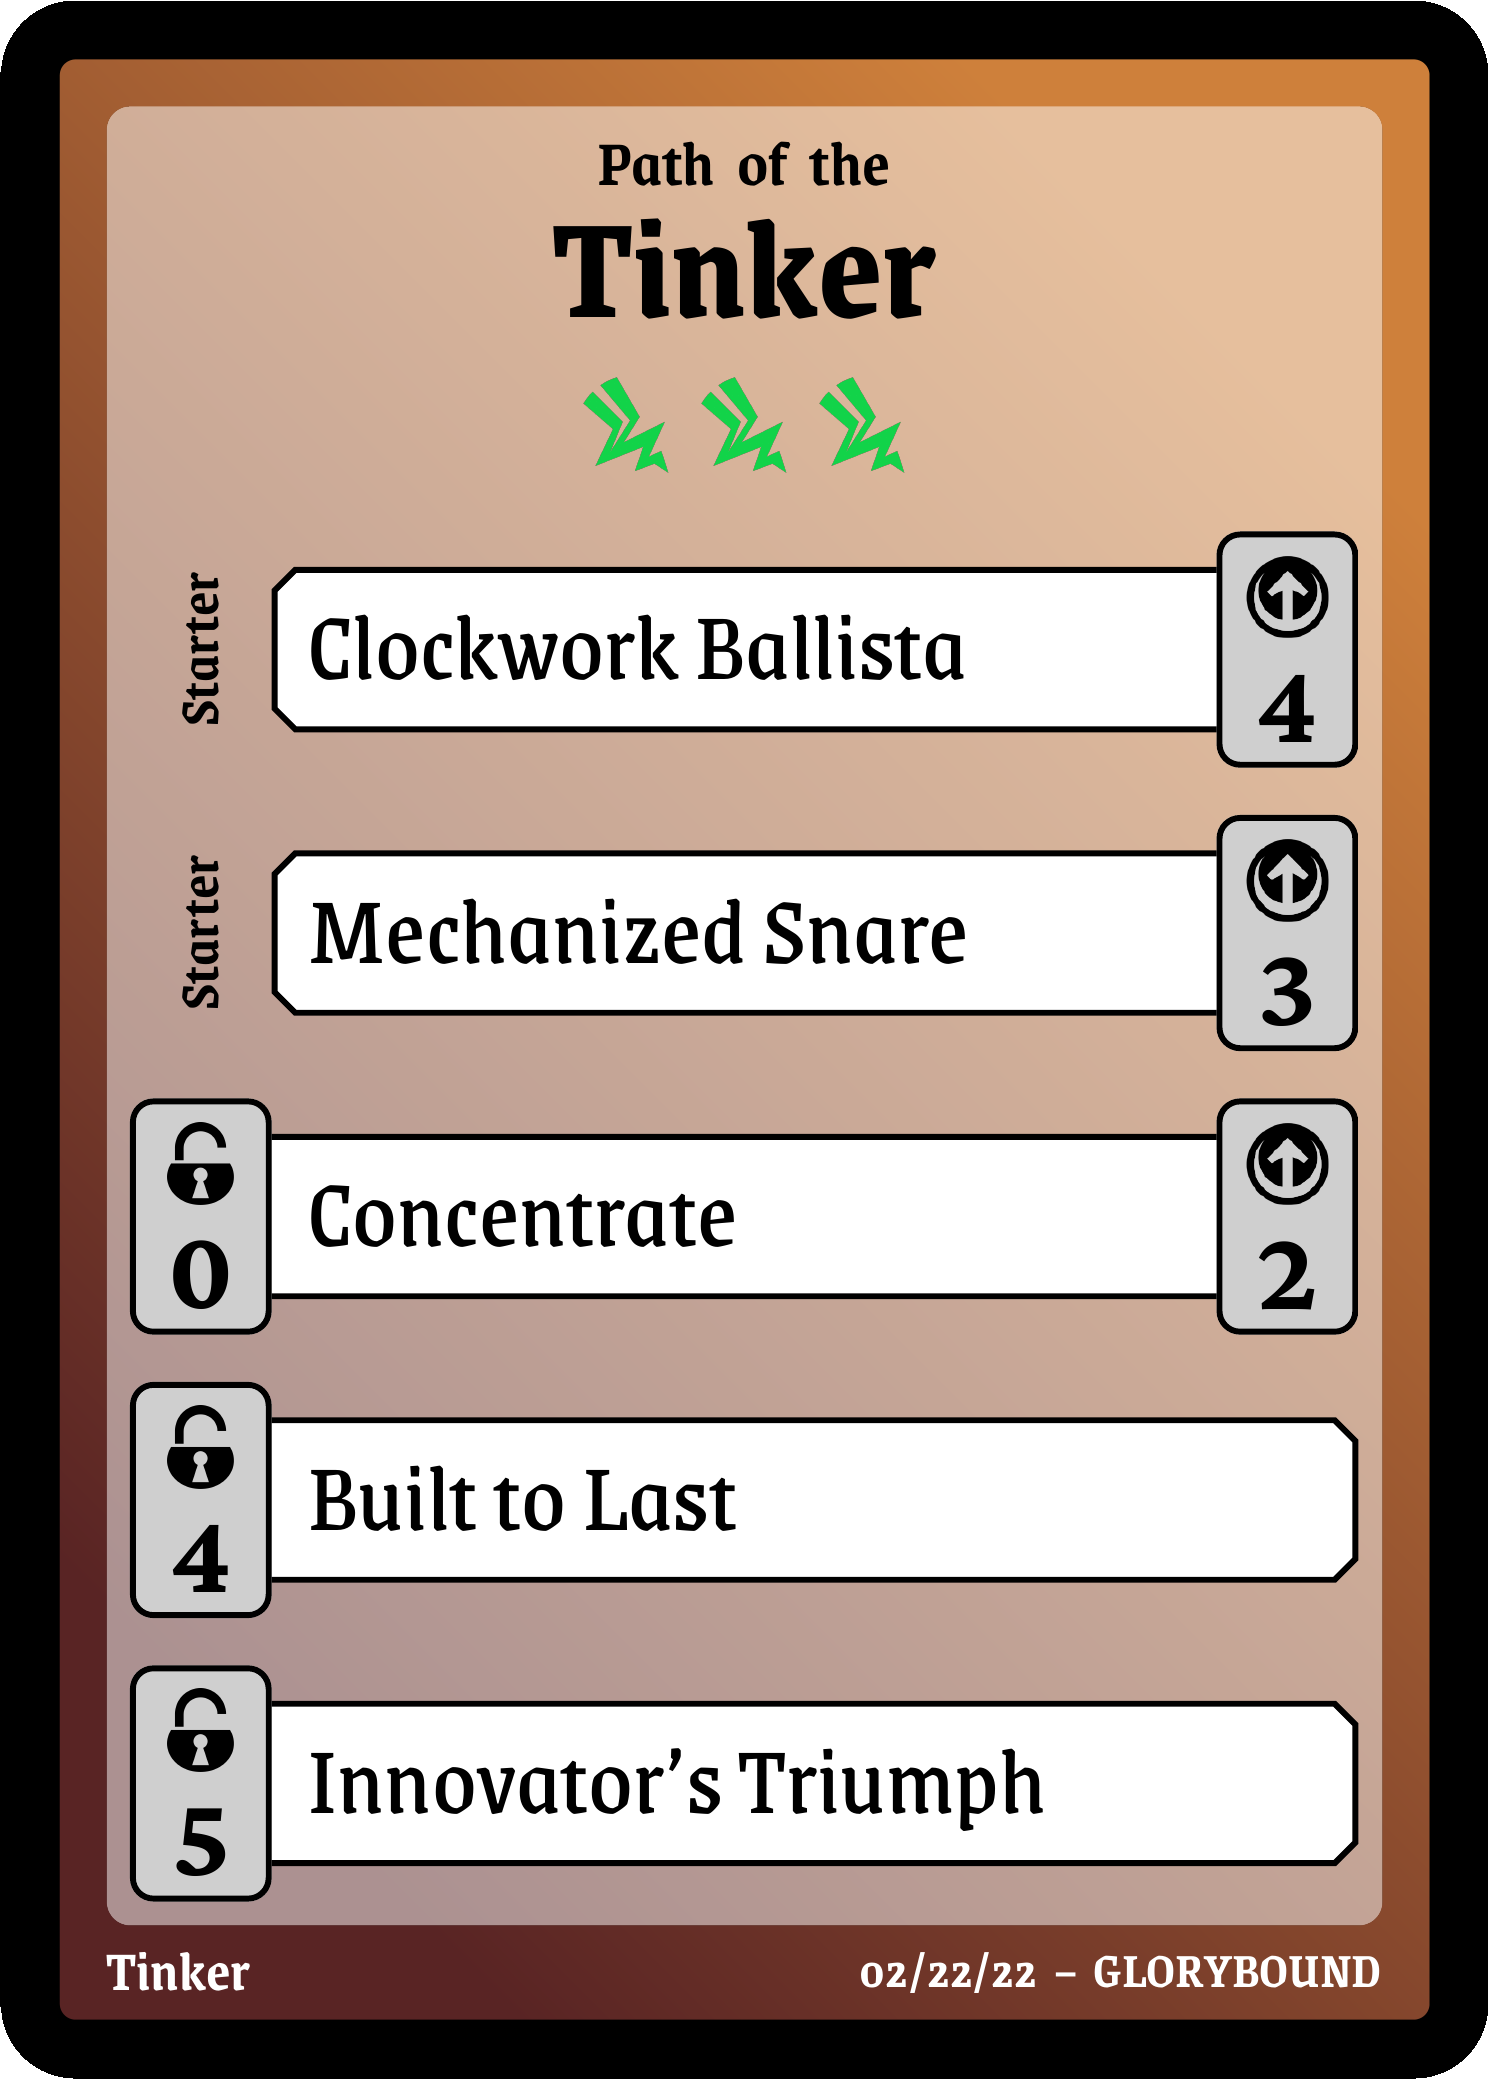 Path of the
Tinker
Starter
Clockwork Ballista
4
Starter
Mechanized Snare
3
0
Concentrate
2
4
Built to Last
5
Innovator’s Triumph
Tinker
02/22/22 – GLORYBOUND